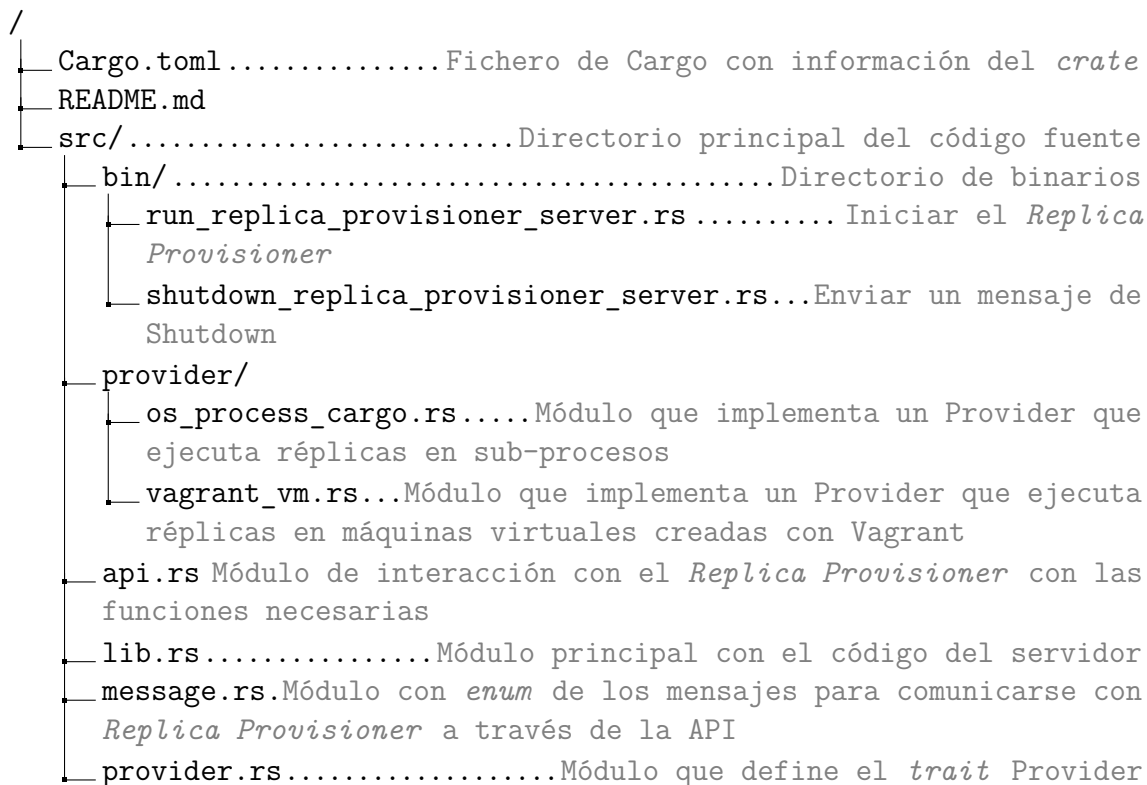 /
Cargo.toml...............Fichero de Cargo con información del crate
README.md
src/...........................Directorio principal del código fuente
bin/..........................................Directorio de binarios
run_replica_provisioner_server.rs..........Iniciar el Replica
Provisioner
shutdown_replica_provisioner_server.rs...Enviar un mensaje de
Shutdown
provider/
os_process_cargo.rs.....Módulo que implementa un Provider que
ejecuta réplicas en sub-procesos
vagrant_vm.rs...Módulo que implementa un Provider que ejecuta
réplicas en máquinas virtuales creadas con Vagrant
api.rs Módulo de interacción con el Replica Provisioner con las
funciones necesarias
lib.rs................Módulo principal con el código del servidor
message.rs.Módulo con enum de los mensajes para comunicarse con
Replica Provisioner a través de la API
provider.rs...................Módulo que define el trait Provider